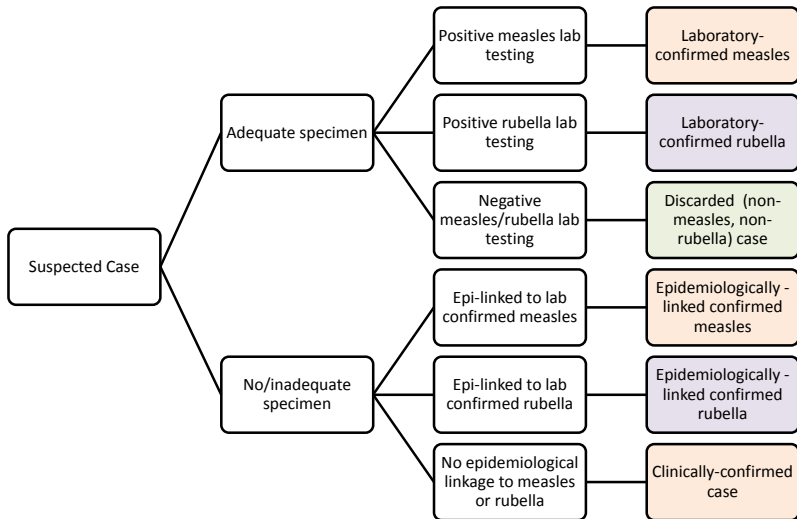 Suspected Case
Adequate specimen
Positive measles lab
testing
Laboratory-
confirmed measles
Positive rubella lab
testing
Laboratory-
confirmed rubella
Negative
measles/rubella lab
testing
Discarded (non-
measles, non-
rubella) case
No/inadequate
specimen
Epi-linked to lab
confirmed measles
Epidemiologically -
linked confirmed
measles
Epi-linked to lab
confirmed rubella
Epidemiologically -
linked confirmed
rubella
No epidemiological
linkage to measles
or rubella
Clinically-confirmed
case